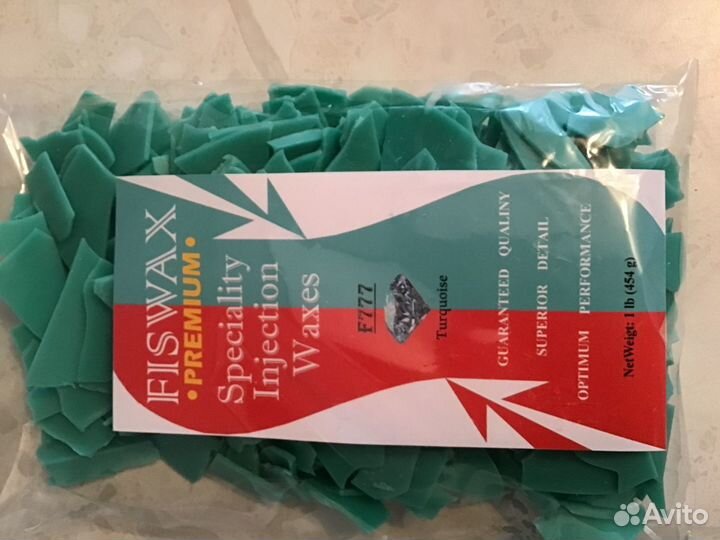 FISWAX
• PREMIUM •
Speciality
Injection
Waxes
F777
Turquoise
GUARANTEED QUALINY
SUPERIOR DETAIL
OPTIMUM PERFORMANCE
NetWeigt: 1 lb (454 g)
Avito